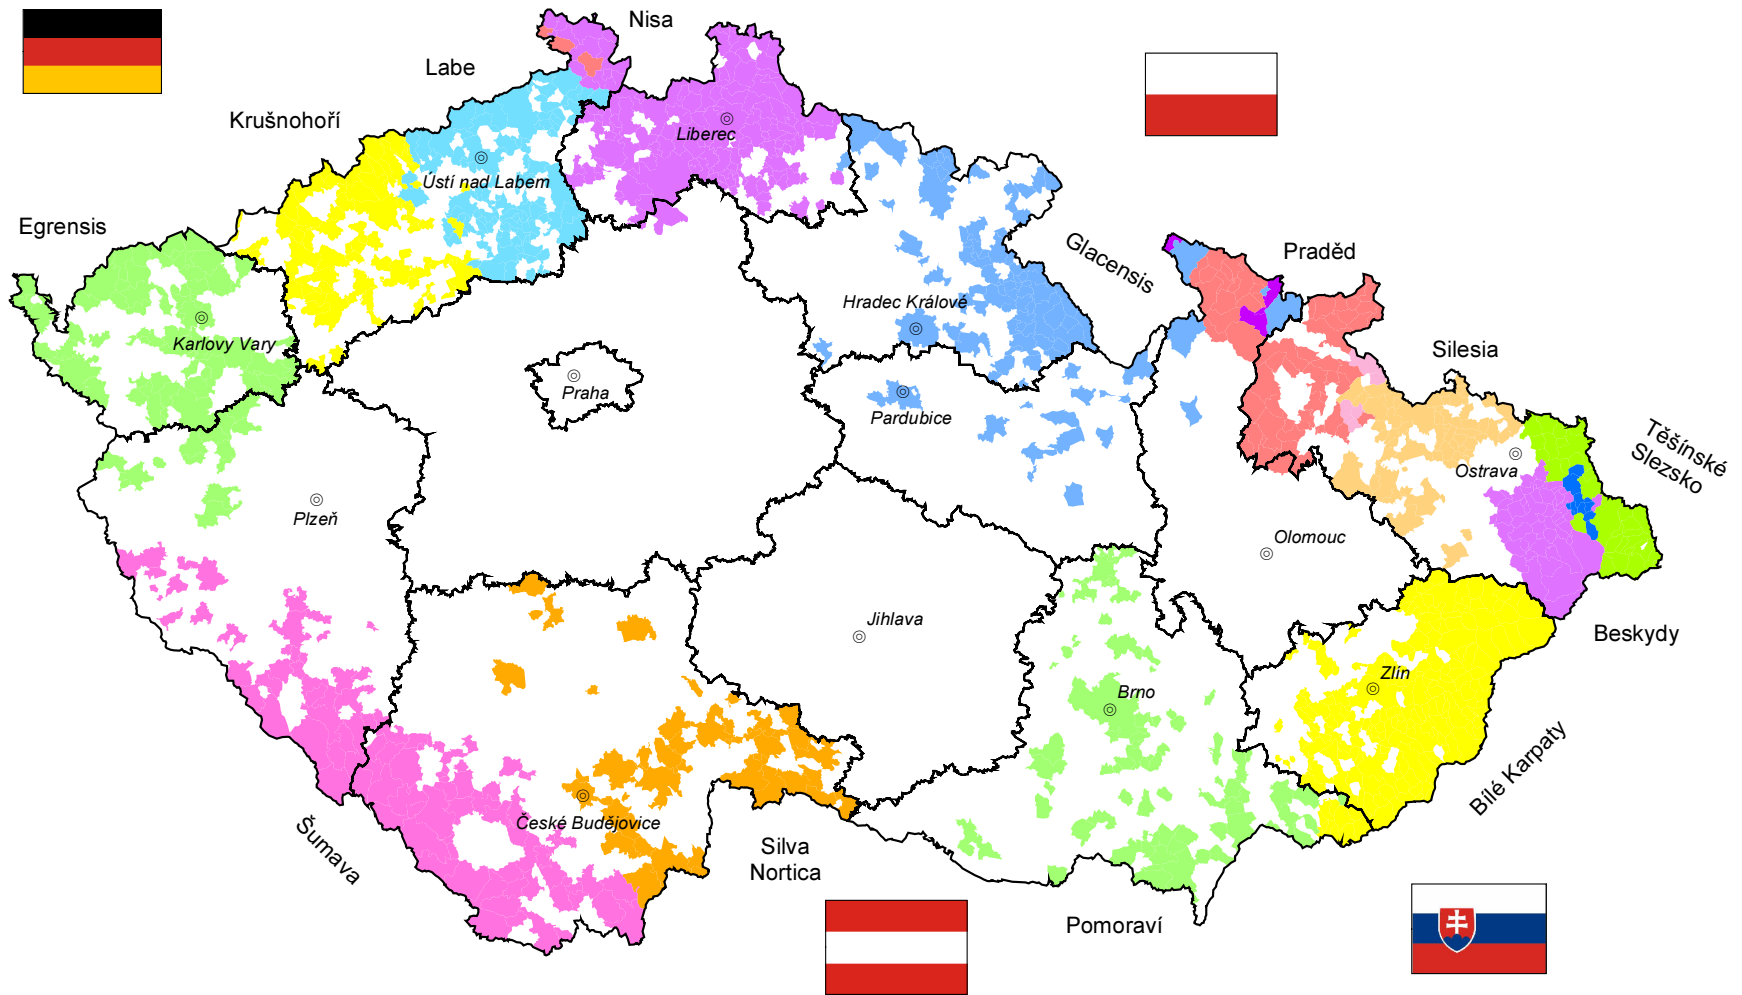 Nisa
Labe
Krušnohoří
Liberec
Ústí nad Labem
Egrensis
Glacensis
Praděd
Hradec Králové
Karlovy Vary
Silesia
Praha
Pardubice
Těšínské
Slezsko
Ostrava
Plzeň
Olomouc
Jihlava
Beskydy
Zlín
Brno
Bílé Karpaty
České Budějovice
Šumava
Silva
Nortica
Pomoraví